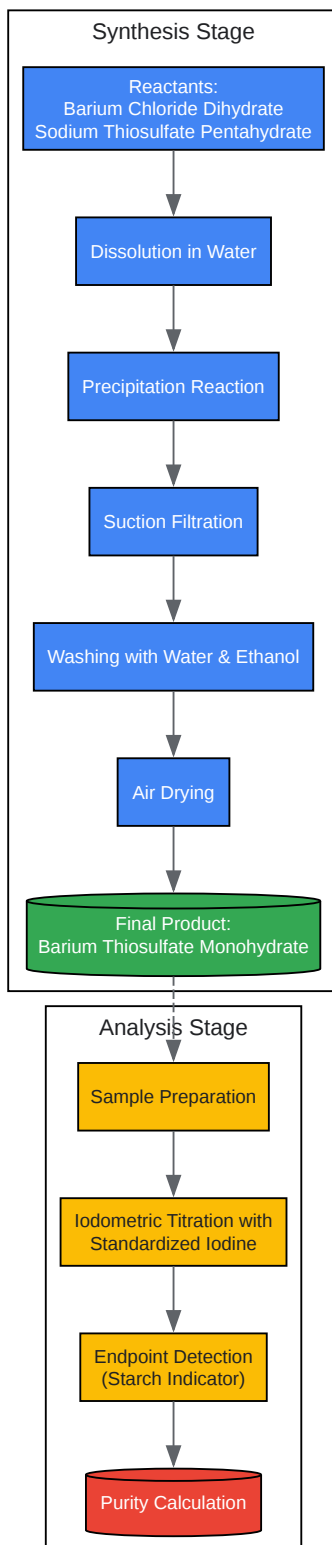 Synthesis Stage
Reactants:
Barium Chloride Dihydrate
Sodium Thiosulfate Pentahydrate
Dissolution in Water
Precipitation Reaction
Suction Filtration
Washing with Water & Ethanol
Air Drying
Final Product:
Barium Thiosulfate Monohydrate
Analysis Stage
Sample Preparation
Iodometric Titration with
Standardized Iodine
Endpoint Detection
(Starch Indicator)
Purity Calculation